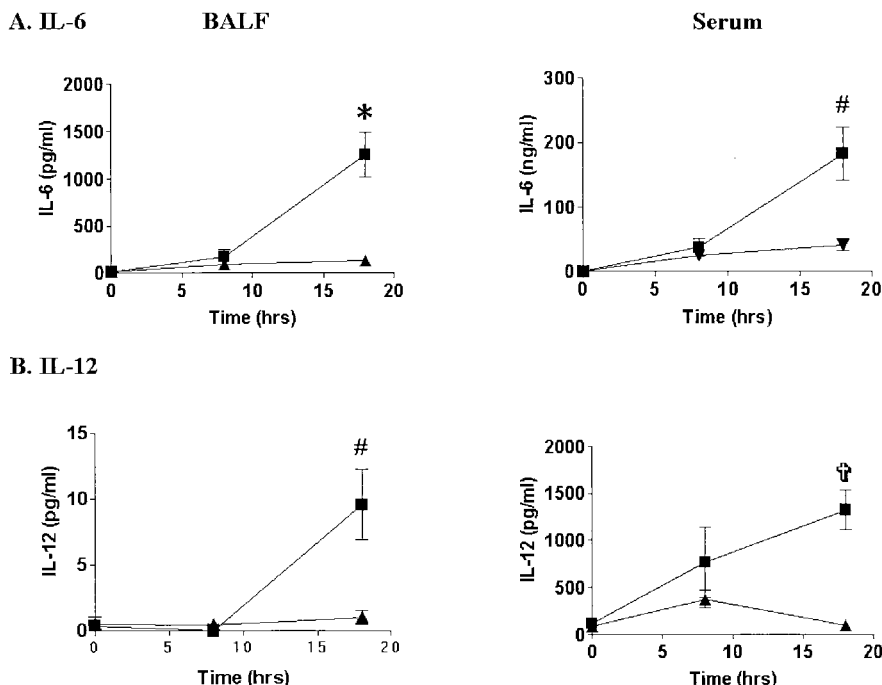 A. IL-6 BALF Serum
2000
1500
1000
500
0
IL-6 (pg/ml)
*
0 5 10 15 20
Time (hrs)
300
200
100
0
IL-6 (ng/ml)
#
0 5 10 15 20
Time (hrs)
B. IL-12
15
10
5
0
IL-12 (pg/ml)
#
0 5 10 15 20
Time (hrs)
2000
1500
1000
500
0
IL-12 (pg/ml)
✞
0 5 10 15 20
Time (hrs)